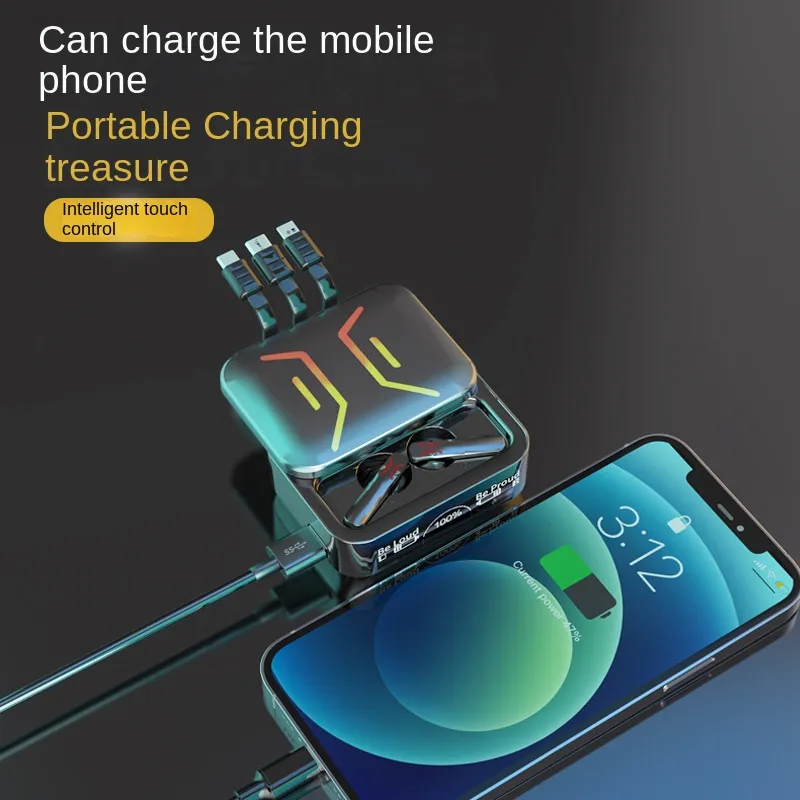 Can charge the mobile
phone
Portable Charging
treasure
Intelligent touch
control
Be Loud
100%
Be Proud
SS
3:12
Current power 47%